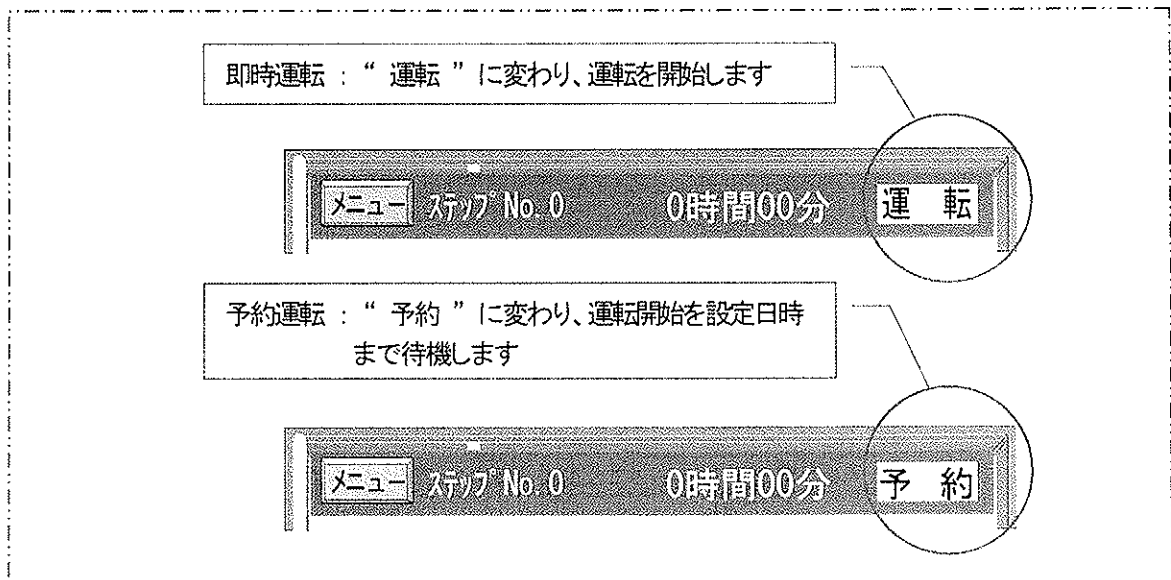 即時運転 : “ 運転 ” に変わり、運転を開始します
メニュー ステップ No. 0 0時間00分 運 転
予約運転 : “ 予約 ” に変わり、運転開始を設定日時
まで待機します
メニュー ステップ No. 0 0時間00分 予 約